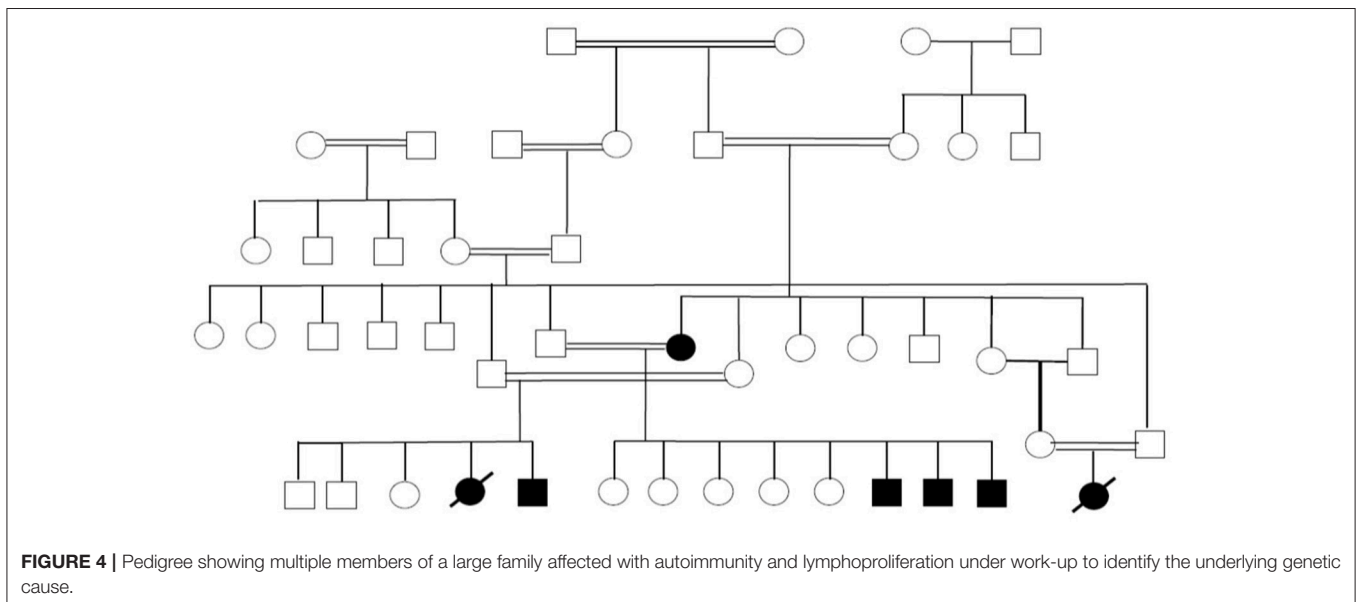 FIGURE 4 | Pedigree showing multiple members of a large family affected with autoimmunity and lymphoproliferation under work-up to identify the underlying genetic
cause.